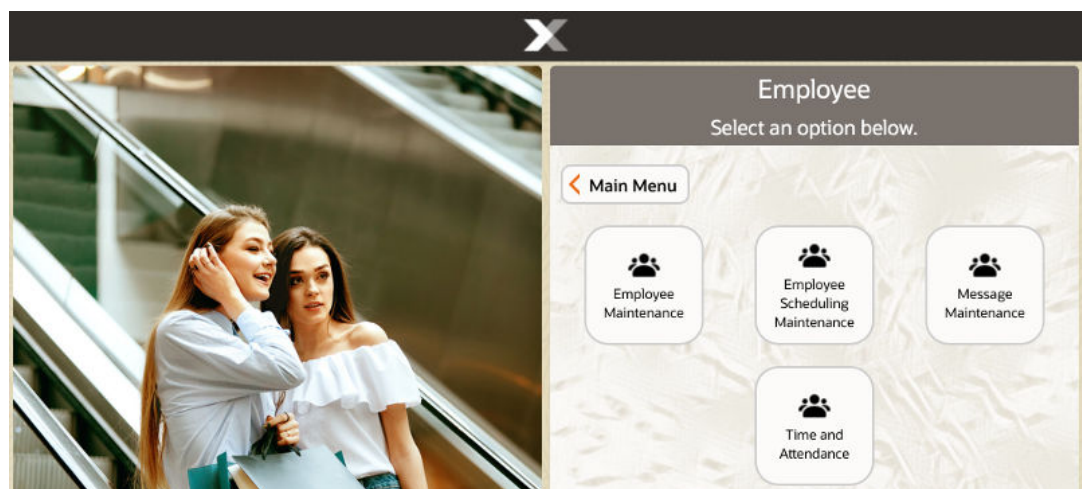 Employee
Select an option below.
Main Menu
Employee
Maintenance
Employee
Scheduling
Maintenance
Message
Maintenance
Time and
Attendance